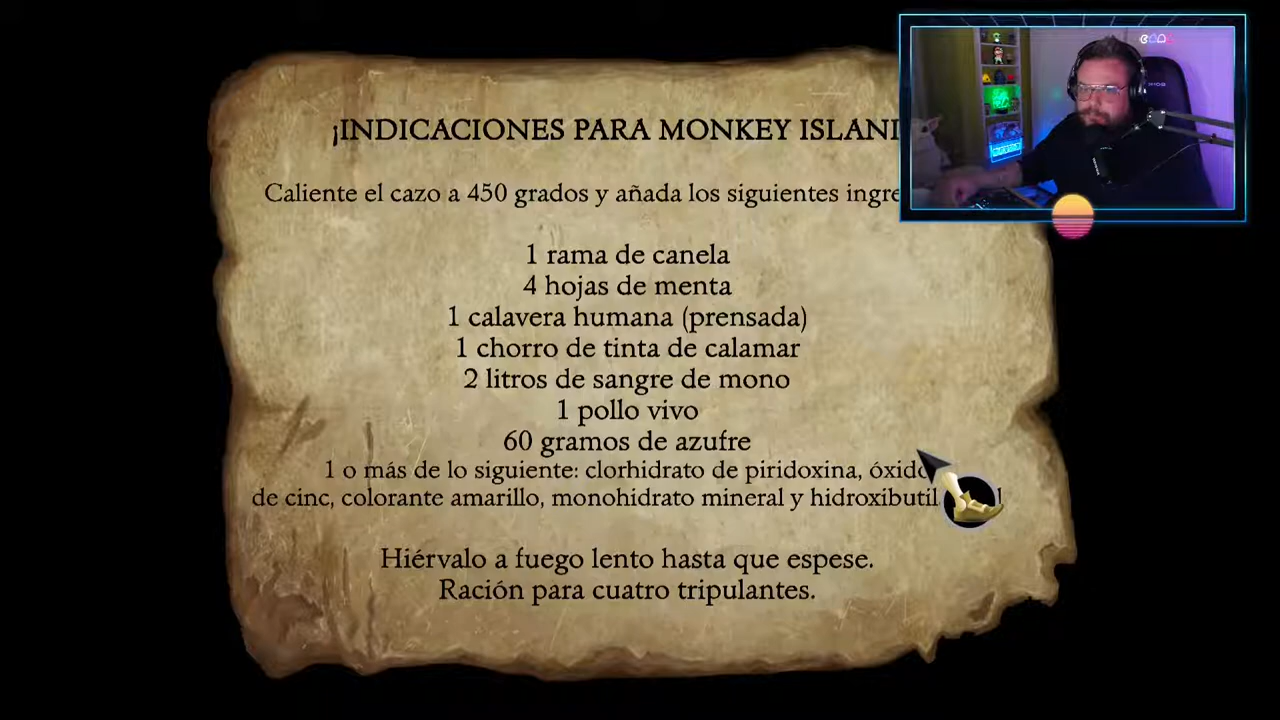 ¡INDICACIONES PARA MONKEY ISLAN
Caliente el cazo a 450 grados y añada los siguientes ingre
1 rama de canela
4 hojas de menta
1 calavera humana (prensada)
1 chorro de tinta de calamar
2 litros de sangre de mono
1 pollo vivo
60 gramos de azufre
1 o más de lo siguiente: clorhidrato de piridoxina, óxido
de cinc, colorante amarillo, monohidrato mineral y hidroxibutil
Hiérvalo a fuego lento hasta que espese.
Ración para cuatro tripulantes.